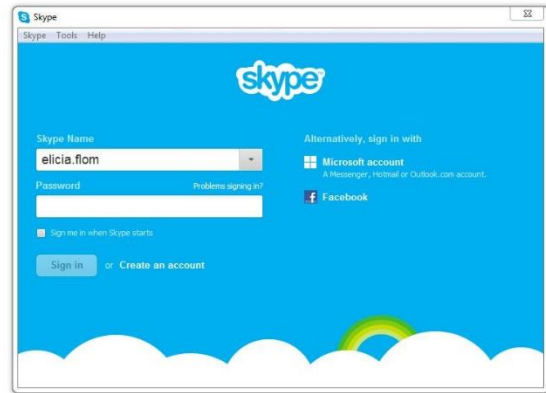 Skype
Skype Tools Help
skype
Skype Name
elicia.flom
Password Problems signing in?
Sign me in when Skype starts
Sign in or Create an account
Alternatively, sign in with
Microsoft account
A Messenger, Hotmail or Outlook.com account.
Facebook